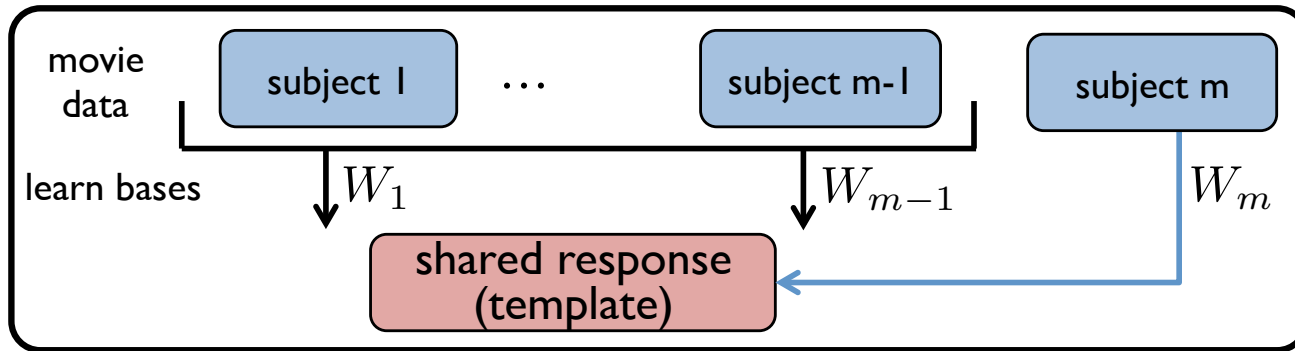 movie
data
subject 1
...
subject m-1
subject m
learn bases
W_1
W_{m-1}
W_m
shared response
(template)